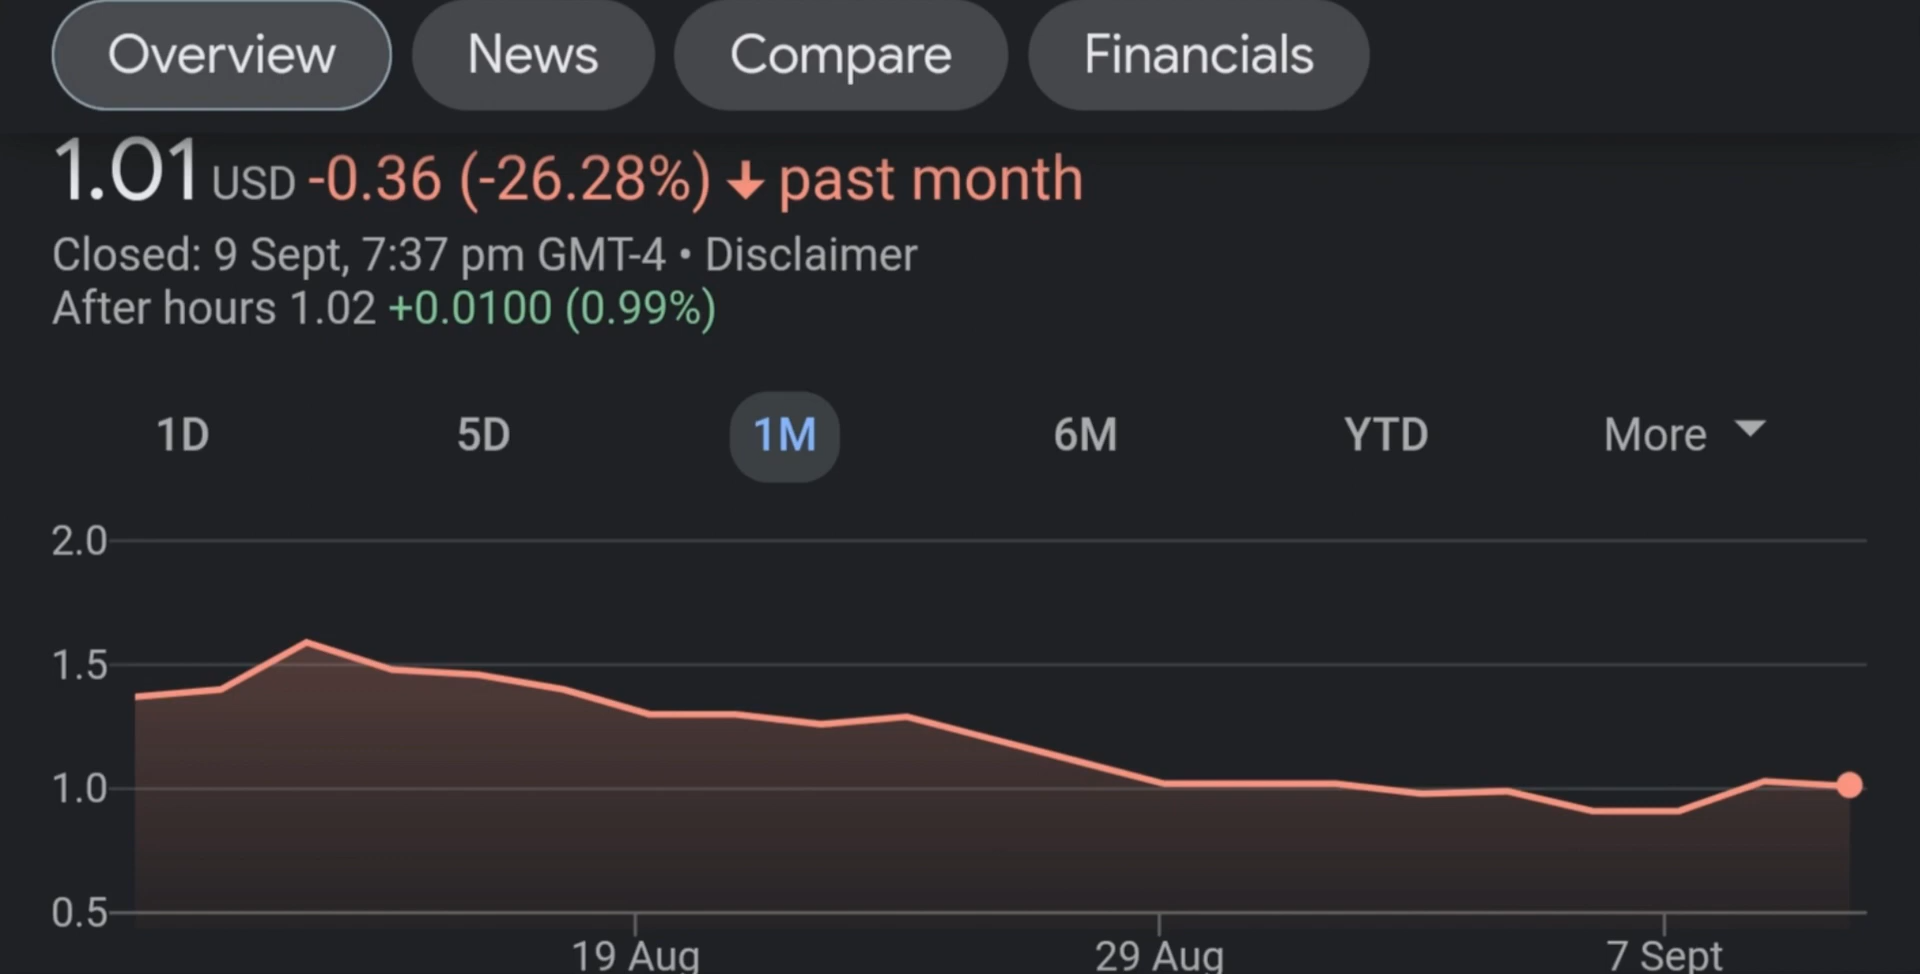 Overview News Compare Financials
1.01 USD -0.36 (-26.28%) ↓ past month
Closed: 9 Sept, 7:37 pm GMT-4 • Disclaimer
After hours 1.02 +0.0100 (0.99%)
1D 5D 1M 6M YTD More
2.0
1.5
1.0
0.5
19 Aug 29 Aug 7 Sept